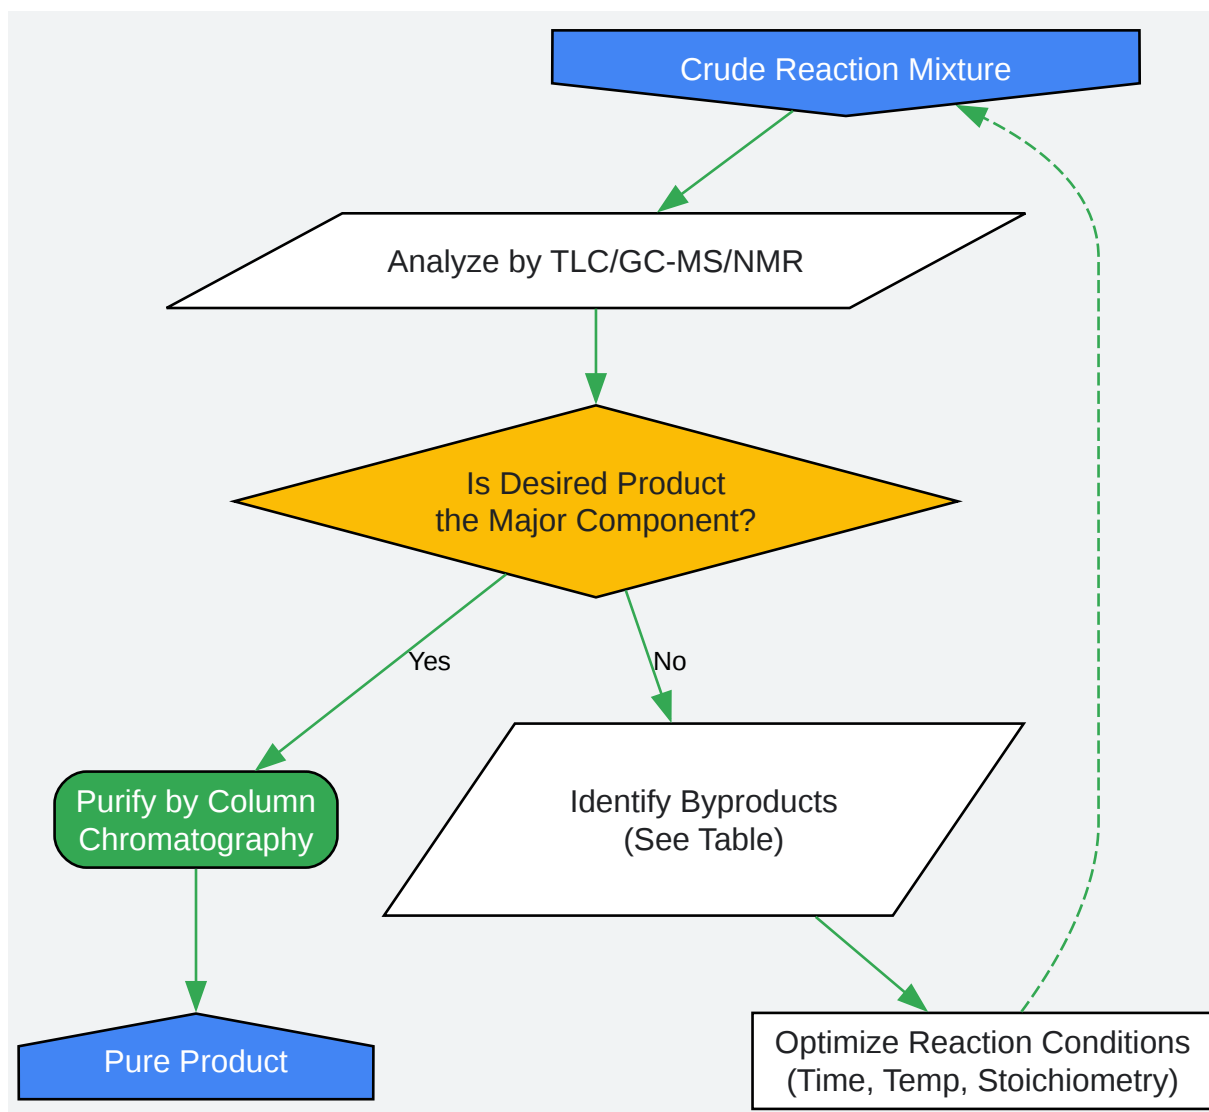 Crude Reaction Mixture
Analyze by TLC/GC-MS/NMR
Is Desired Product
the Major Component?
Yes
No
Purify by Column
Chromatography
Identify Byproducts
(See Table)
Pure Product
Optimize Reaction Conditions
(Time, Temp, Stoichiometry)